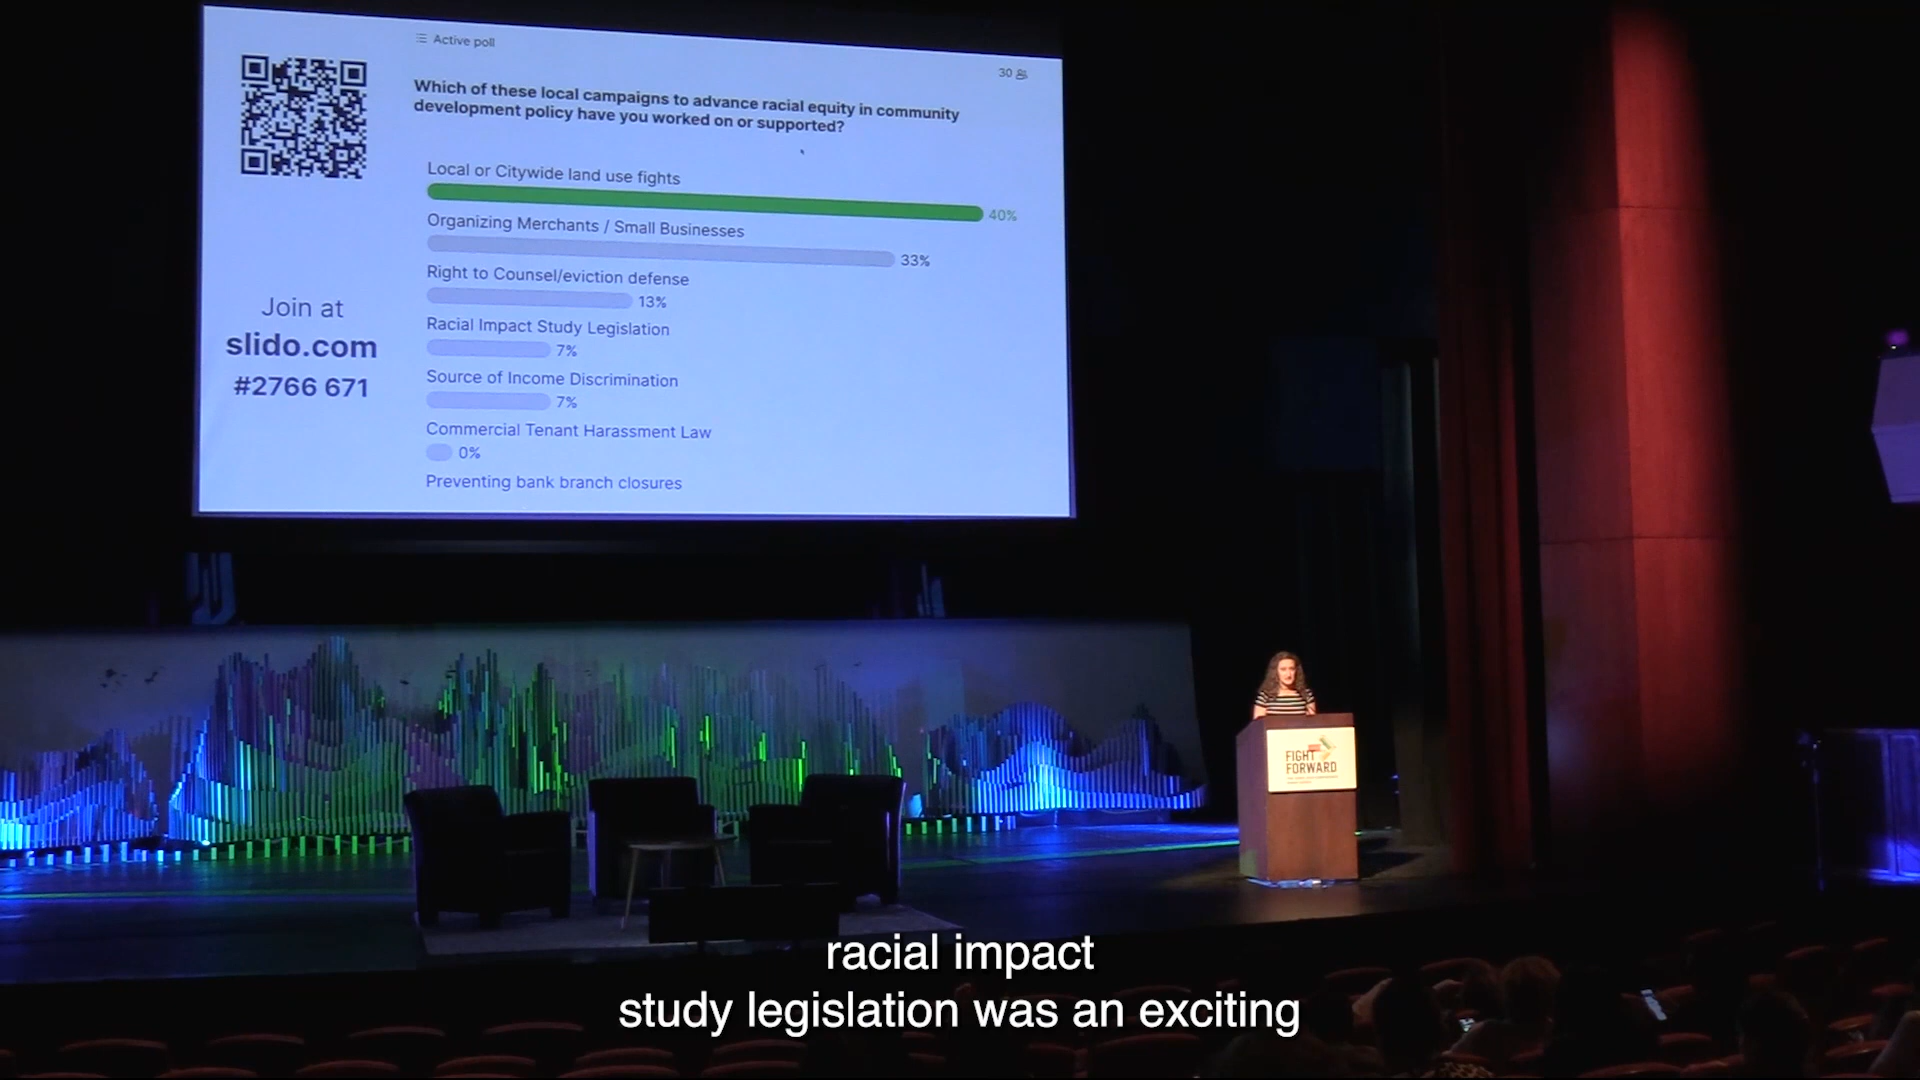 Active poll
30
Which of these local campaigns to advance racial equity in community
development policy have you worked on or supported?
Local or Citywide land use fights
40%
Organizing Merchants / Small Businesses
33%
Right to Counsel/eviction defense
13%
Racial Impact Study Legislation
7%
Source of Income Discrimination
7%
Commercial Tenant Harassment Law
0%
Preventing bank branch closures
Join at
slido.com
#2766 671
FIGHT
FORWARD
racial impact
study legislation was an exciting